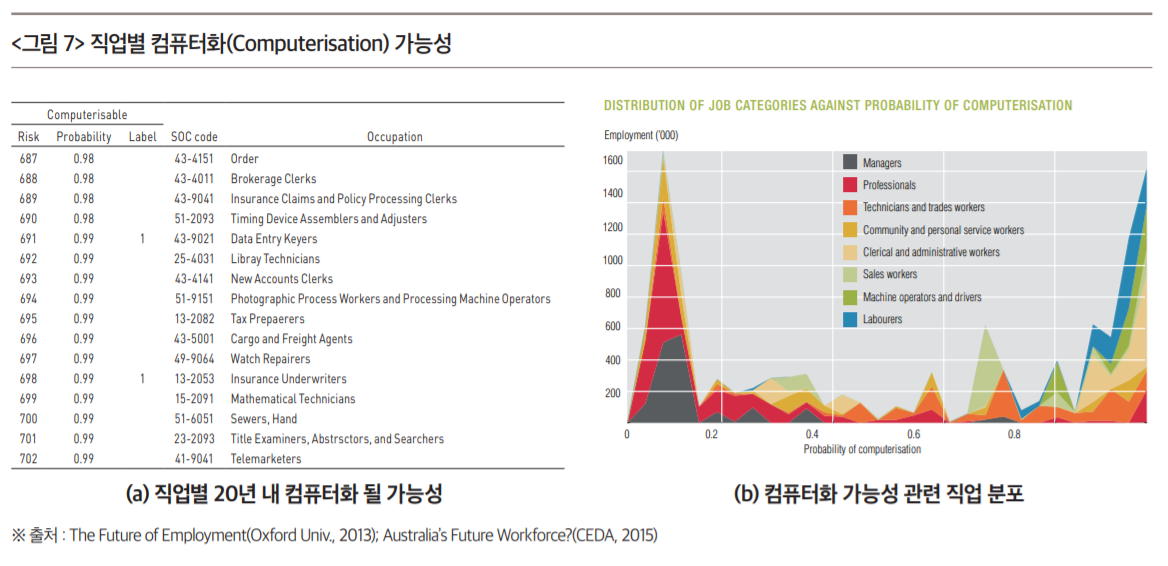 <그림 7> 직업별 컴퓨터화(Computerisation) 가능성
Computerisable
Risk Probability Label SOC code Occupation
687 0.98 43-4151 Order
688 0.98 43-4011 Brokerage Clerks
689 0.98 43-9041 Insurance Claims and Policy Processing Clerks
690 0.98 51-2093 Timing Device Assemblers and Adjusters
691 0.99 1 43-9021 Data Entry Keyers
692 0.99 25-4031 Libray Technicians
693 0.99 43-4141 New Accounts Clerks
694 0.99 51-9151 Photographic Process Workers and Processing Machine Operators
695 0.99 13-2082 Tax Prepaerers
696 0.99 43-5001 Cargo and Freight Agents
697 0.99 49-9064 Watch Repairers
698 0.99 1 13-2053 Insurance Underwriters
699 0.99 15-2091 Mathematical Technicians
700 0.99 51-6051 Sewers, Hand
701 0.99 23-2093 Title Examiners, Abstrsctors, and Searchers
702 0.99 41-9041 Telemarketers
(a) 직업별 20년 내 컴퓨터화 될 가능성
DISTRIBUTION OF JOB CATEGORIES AGAINST PROBABILITY OF COMPUTERISATION
Employment ('000)
1600
1400
1200
1000
800
600
400
200
Managers
Professionals
Technicians and trades workers
Community and personal service workers
Clerical and administrative workers
Sales workers
Machine operators and drivers
Labourers
0 0.2 0.4 0.6 0.8
Probability of computerisation
(b) 컴퓨터화 가능성 관련 직업 분포
※ 출처 : The Future of Employment(Oxford Univ., 2013); Australia's Future Workforce?(CEDA, 2015)